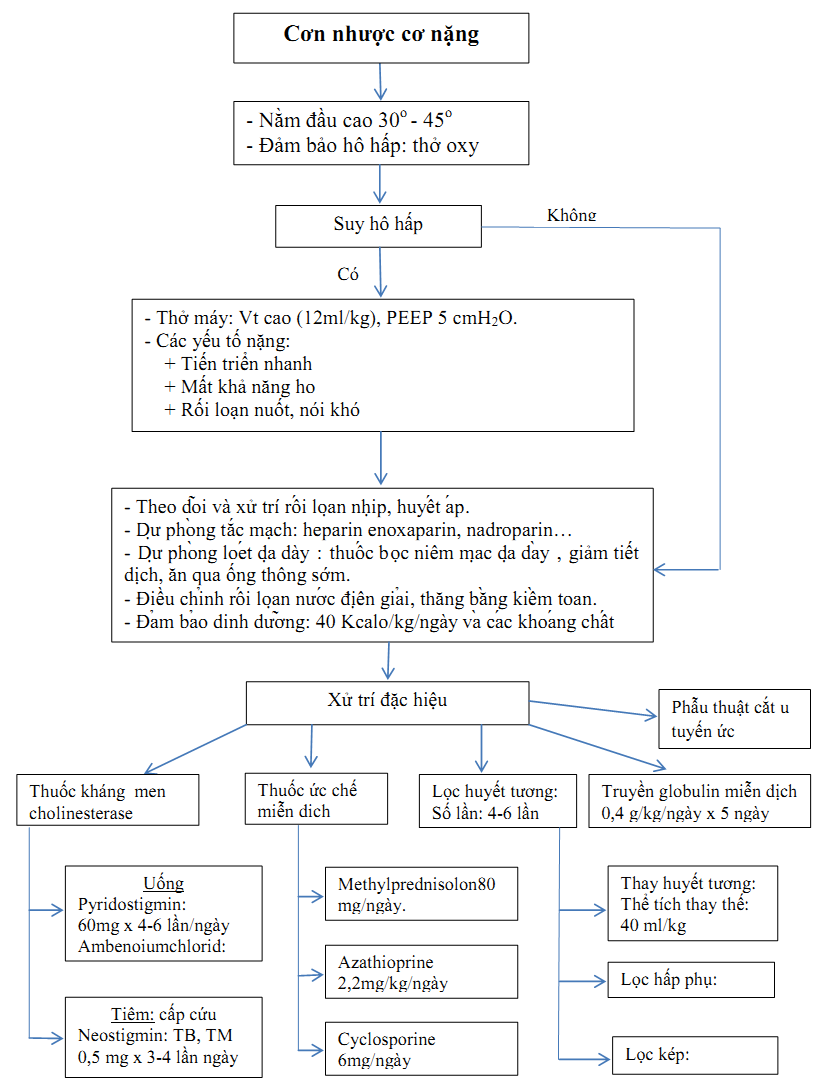 Cơn nhược cơ nặng
- Nằm đầu cao 30° - 45°
- Đảm bảo hô hấp: thở oxy
Suy hô hấp
Không
Có
- Thở máy: Vt cao (12ml/kg), PEEP 5 cmH₂O.
- Các yếu tố nặng:
+ Tiến triển nhanh
+ Mất khả năng ho
+ Rối loạn nuốt, nói khó
- Theo dõi và xử trí rối loạn nhịp, huyết áp.
- Dự phòng tắc mạch: heparin enoxaparin, nadroparin…
- Dự phòng loét dạ dày : thuốc bọc niêm mạc dạ dày , giảm tiết
dịch, ăn qua ống thông sớm.
- Điều chỉnh rối loạn nước điện giải, thăng bằng kiềm toan.
- Đảm bảo dinh dưỡng: 40 Kcalo/kg/ngày và các khoáng chất
Xử trí đặc hiệu
Phẫu thuật cắt u
tuyến ức
Thuốc kháng men
cholinesterase
Thuốc ức chế
miễn dich
Lọc huyết tương:
Số lần: 4-6 lần
Truyền globulin miễn dịch
0,4 g/kg/ngày x 5 ngày
Uống
Pyridostigmin:
60mg x 4-6 lần/ngày
Ambenoiumchlorid:
Tiêm: cấp cứu
Neostigmin: TB, TM
0,5 mg x 3-4 lần ngày
Methylprednisolon80
mg/ngày.
Azathioprine
2,2mg/kg/ngày
Cyclosporine
6mg/ngày
Thay huyết tương:
Thể tích thay thế:
40 ml/kg
Lọc hấp phụ:
Lọc kép: